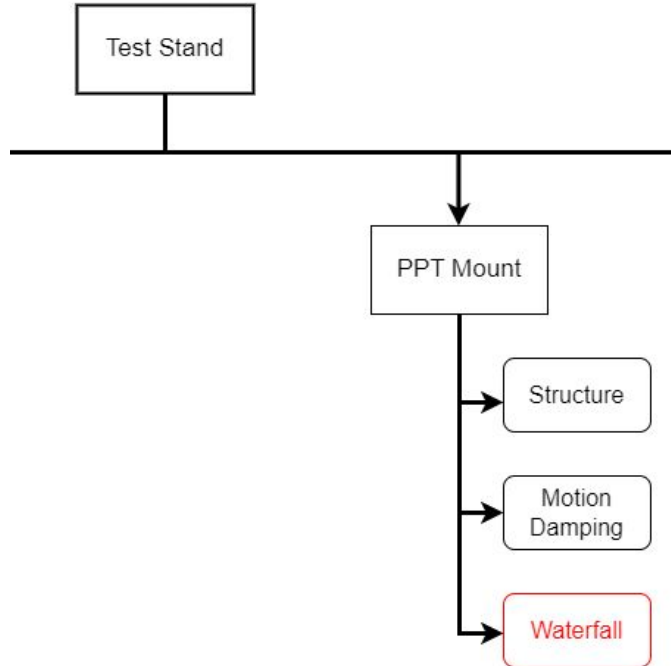 Test Stand
PPT Mount
Structure
Motion
Damping
Waterfall